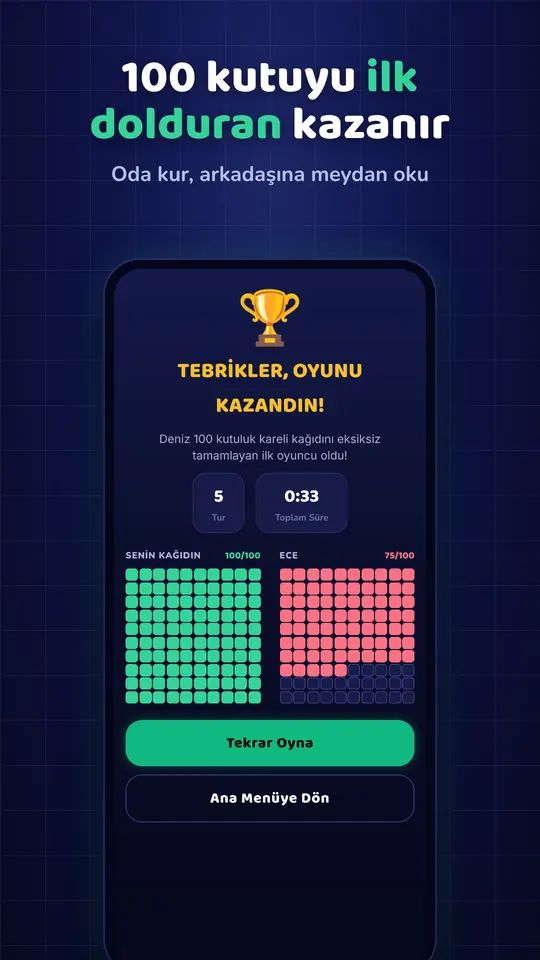 100 kutuyu ilk
dolduran kazanır
Oda kur, arkadaşına meydan oku
TEBRİKLER, OYUNU
KAZANDIN!
Deniz 100 kutuluk kareli kağıdını eksiksiz
tamamlayan ilk oyuncu oldu!
5
Tur
0:33
Toplam Süre
SENİN KAĞIDIN 100/100
ECE 75/100
Tekrar Oyna
Ana Menüye Dön